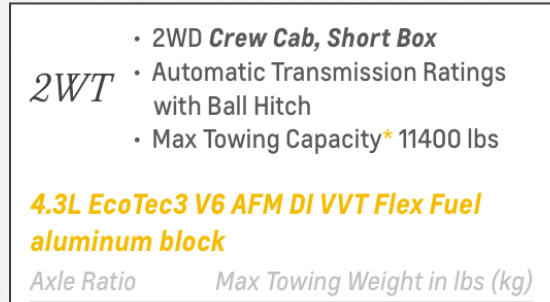 2WT
• 2WD Crew Cab, Short Box
• Automatic Transmission Ratings
with Ball Hitch
• Max Towing Capacity* 11400 lbs
4.3L EcoTec3 V6 AFM DI VVT Flex Fuel
aluminum block
Axle Ratio Max Towing Weight in lbs (kg)